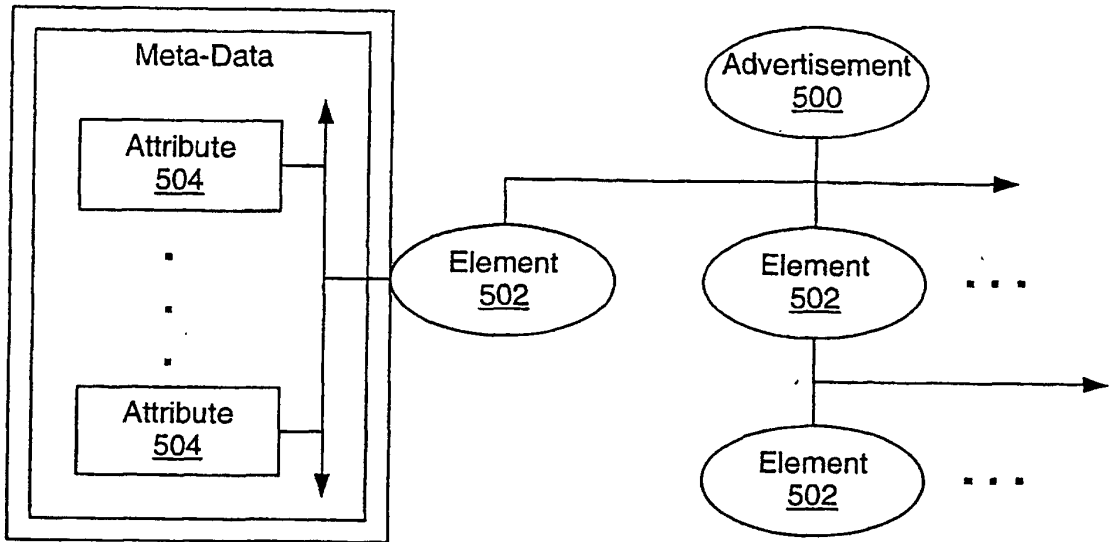 Meta-Data
Attribute
504
Attribute
504
Element
502
Advertisement
500
Element
502
Element
502